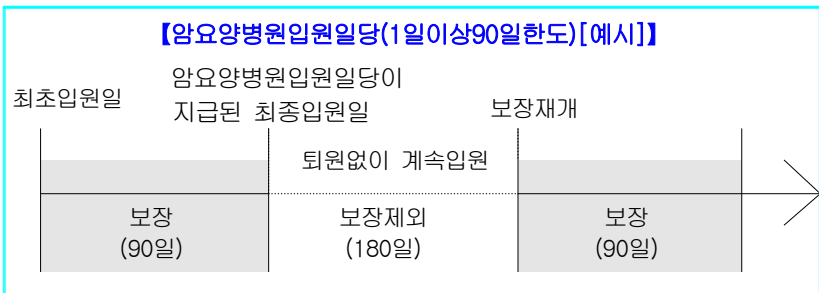 【암요양병원입원일당(1일이상90일한도)[예시]】
최초입원일
암요양병원입원일당이
지급된 최종입원일
보장재개
퇴원없이 계속입원
보장
(90일)
보장제외
(180일)
보장
(90일)